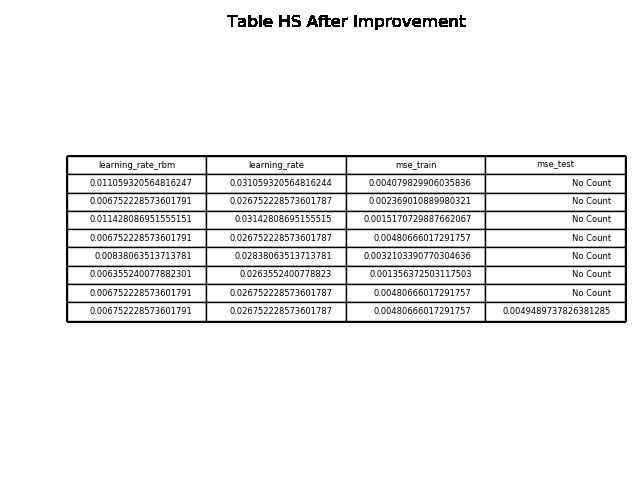 Table HS After Improvement
learning_rate_rbm learning_rate mse_train mse_test
0.011059320564816247 0.031059320564816244 0.004079829906035836 No Count
0.006752228573601791 0.026752228573601787 0.002369010889980321 No Count
0.011428086951555151 0.03142808695155515 0.0015170729887662067 No Count
0.006752228573601791 0.026752228573601787 0.00480666017291757 No Count
0.00838063513713781 0.02838063513713781 0.0032103390770304636 No Count
0.006355240077882301 0.0263552400778823 0.001356372503117503 No Count
0.006752228573601791 0.026752228573601787 0.00480666017291757 No Count
0.006752228573601791 0.026752228573601787 0.00480666017291757 0.0049489737826381285